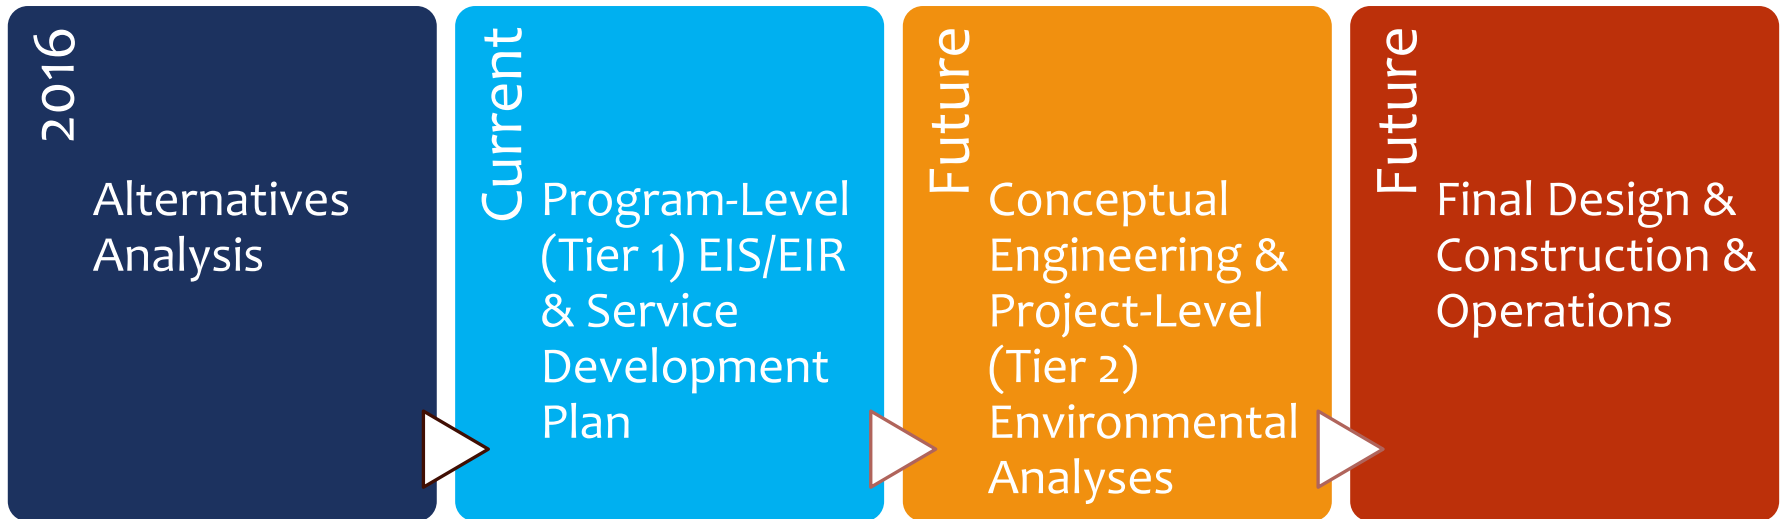 2016
Alternatives
Analysis
Current
Program-Level
(Tier 1) EIS/EIR
& Service
Development
Plan
Future
Conceptual
Engineering &
Project-Level
(Tier 2)
Environmental
Analyses
Future
Final Design &
Construction &
Operations